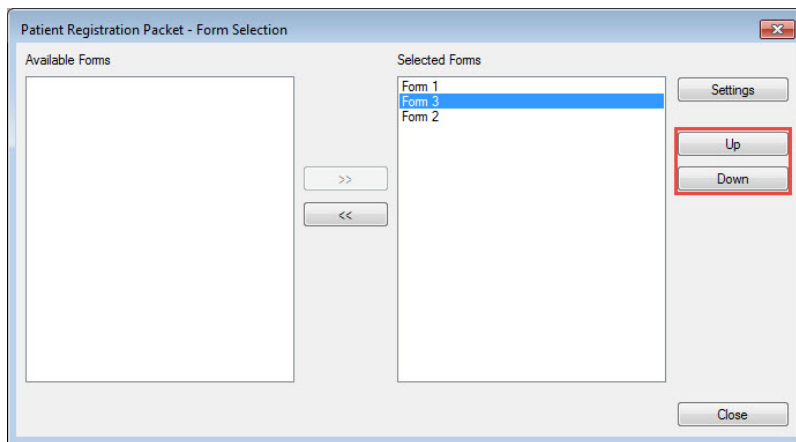 Patient Registration Packet - Form Selection
Available Forms
Selected Forms
Form 1
Form 3
Form 2
Settings
Up
Down
>>
<<
Close